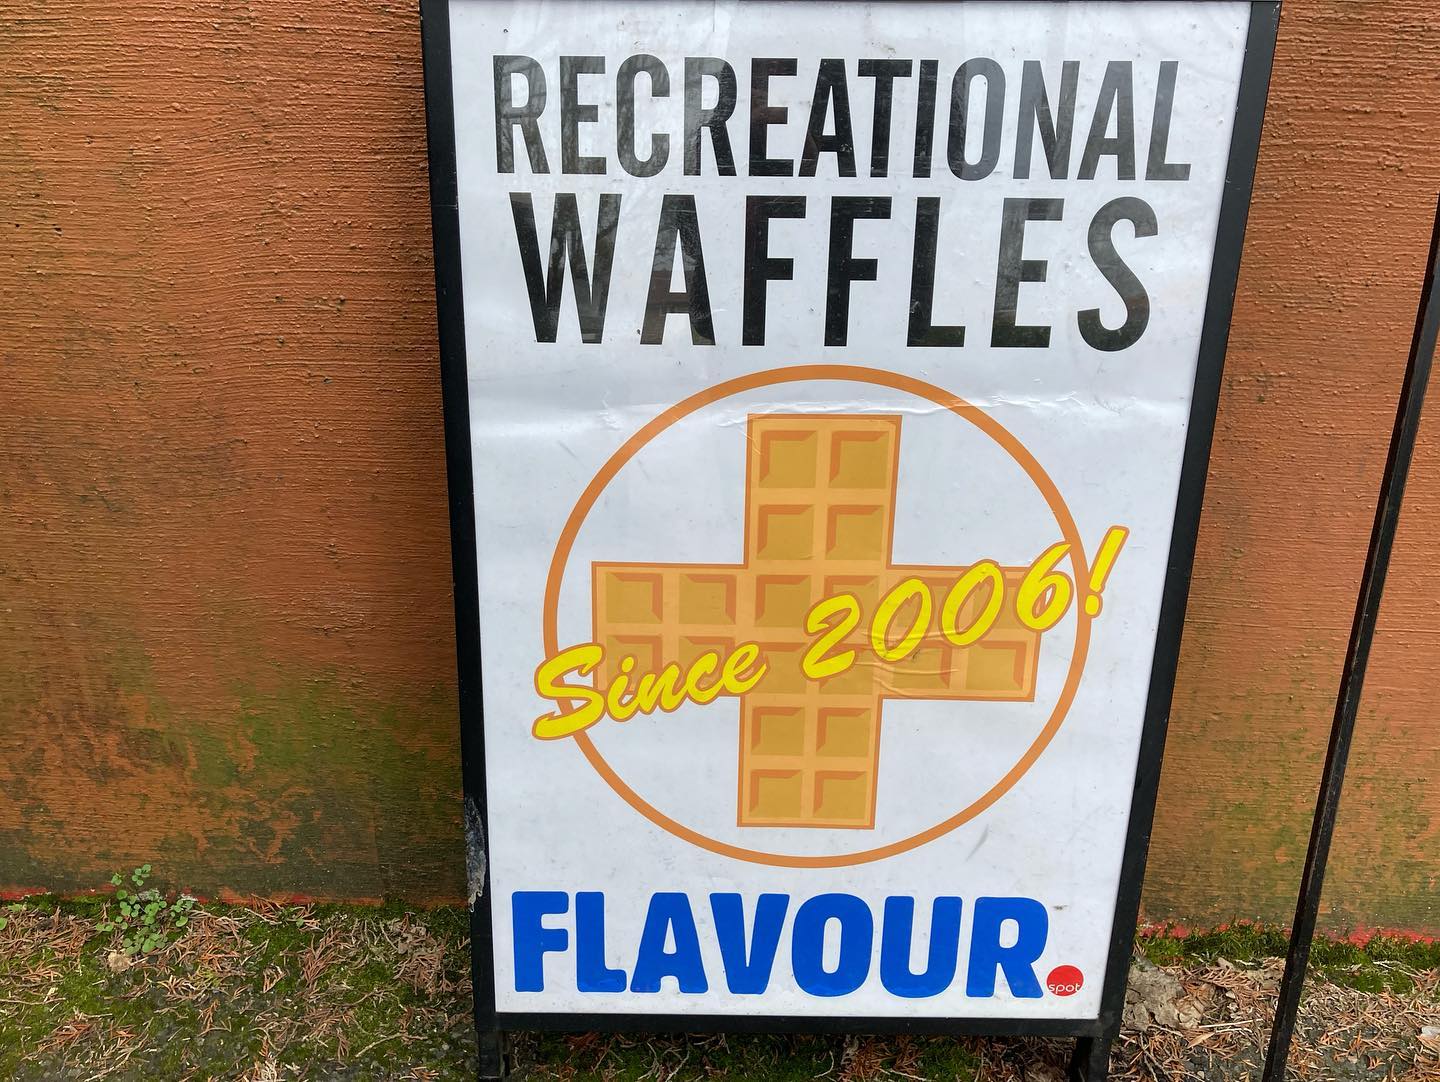 RECREATIONAL
WAFFLES
Since 2006!
FLAVOUR.
spot